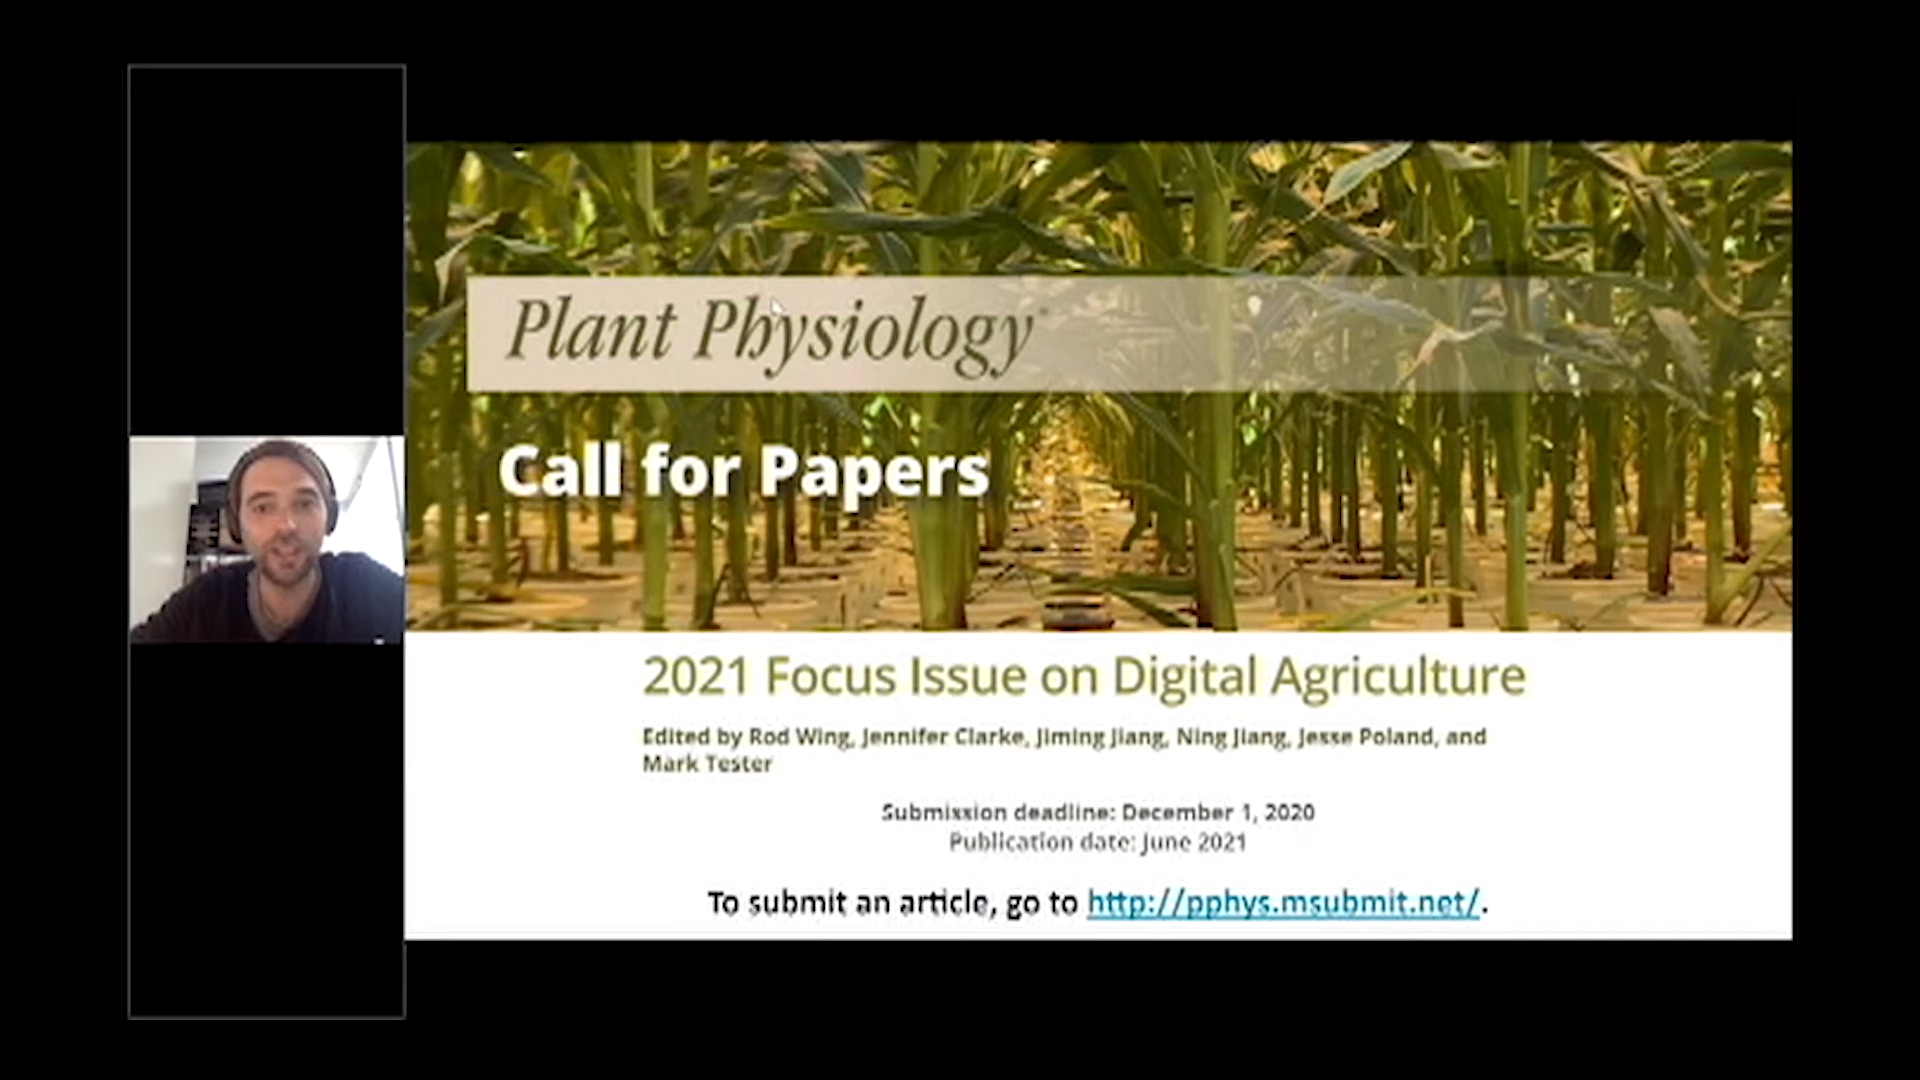 Plant Physiology
Call for Papers
2021 Focus Issue on Digital Agriculture
Edited by Rod Wing, Jennifer Clarke, Jiming Jiang, Ning Jiang, Jesse Poland, and
Mark Tester
Submission deadline: December 1, 2020
Publication date: June 2021
To submit an article, go to http://pphys.msubmit.net/.